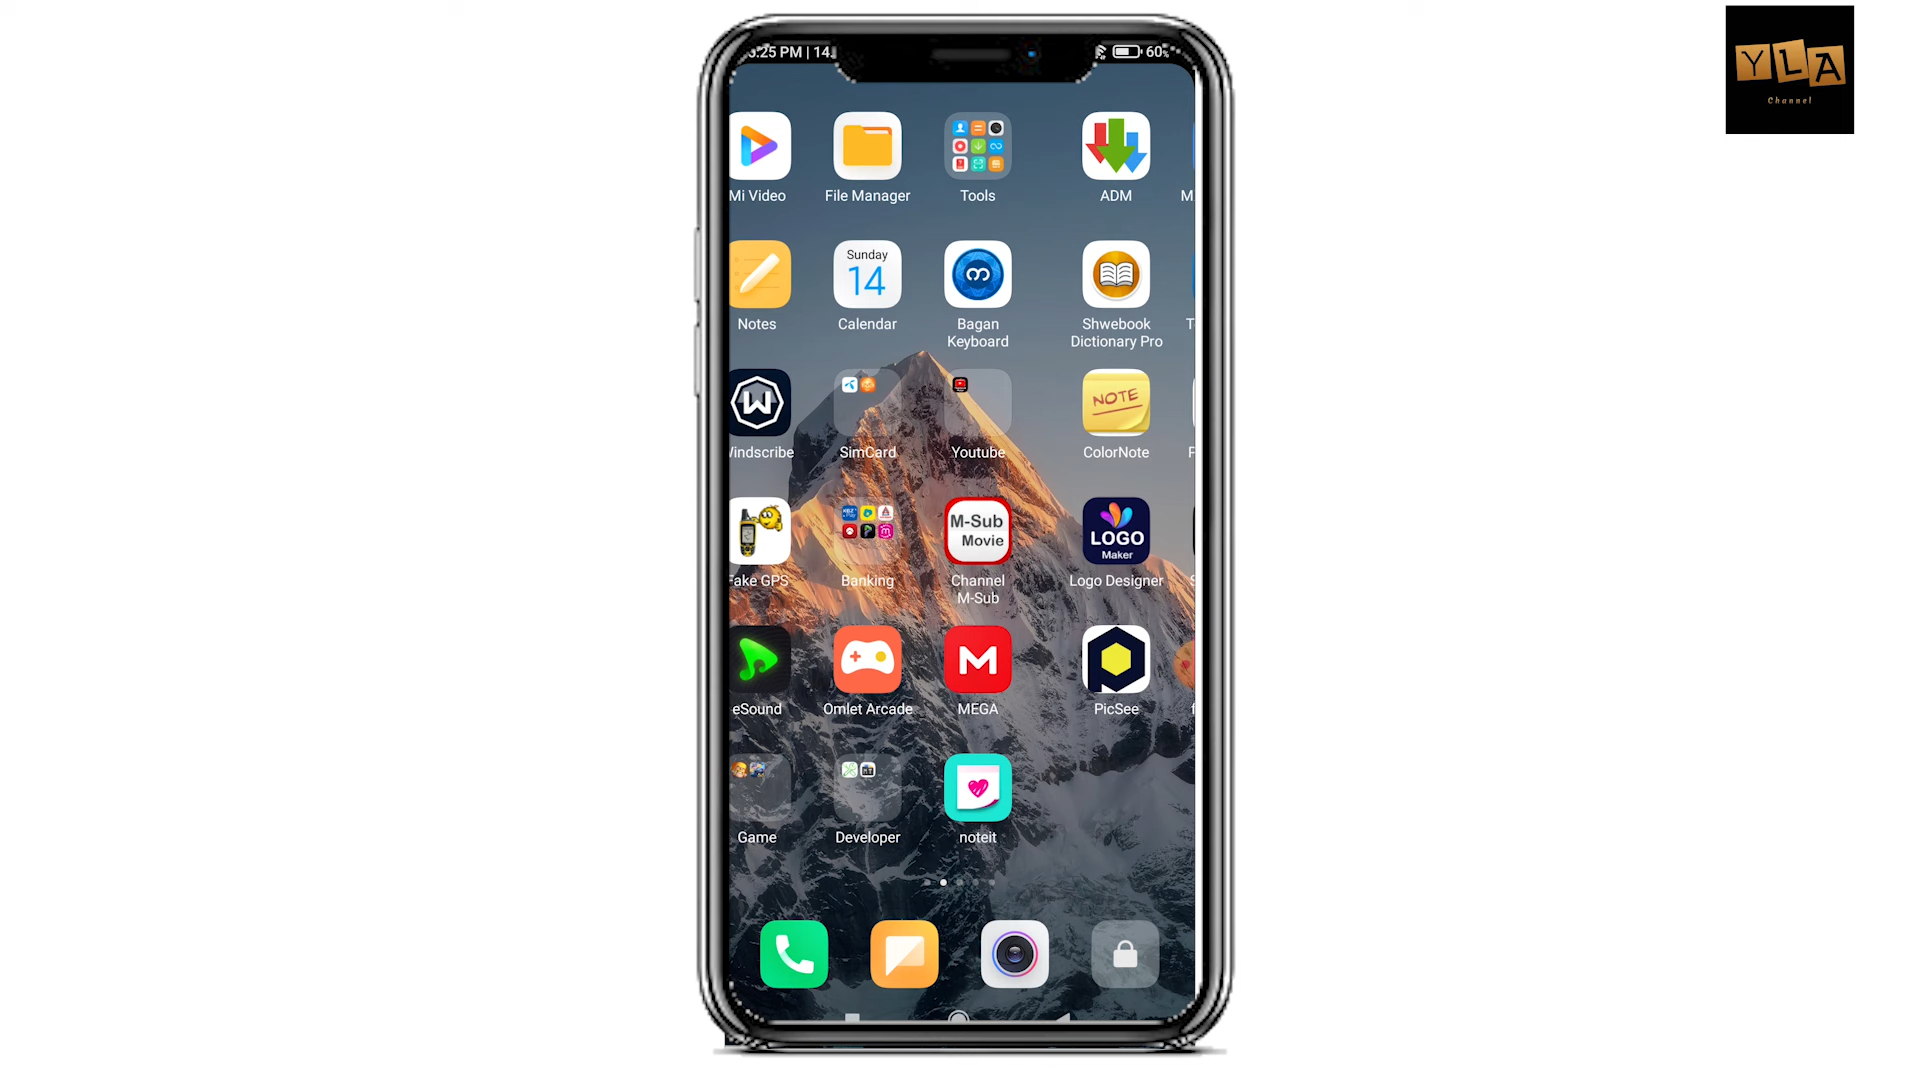 :25 PM | 14.
60%
YLA
Channel
Mi Video
File Manager
Tools
ADM
M
Sunday
14
Notes
Calendar
Bagan
Keyboard
Shwebook
Dictionary Pro
T
NOTE
Windscribe
SimCard
Youtube
ColorNote
M-Sub
Movie
LOGO
Maker
Fake GPS
Banking
Channel
M-Sub
Logo Designer
eSound
Omlet Arcade
MEGA
PicSee
f
Game
Developer
noteit